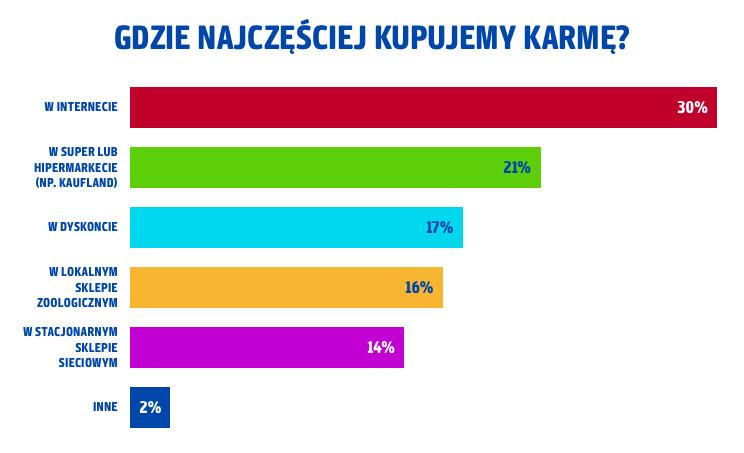 GDZIE NAJCZĘŚCIEJ KUPUJEMY KARMĘ?
W INTERNECIE
30%
W SUPER LUB
HIPERMARKECIE
(NP. KAUFLAND)
21%
W DYSKONCIE
17%
W LOKALNYM
SKLEPIE
ZOOLOGICZNYM
16%
W STACJONARNYM
SKLEPIE
SIECIOWYM
14%
INNE
2%